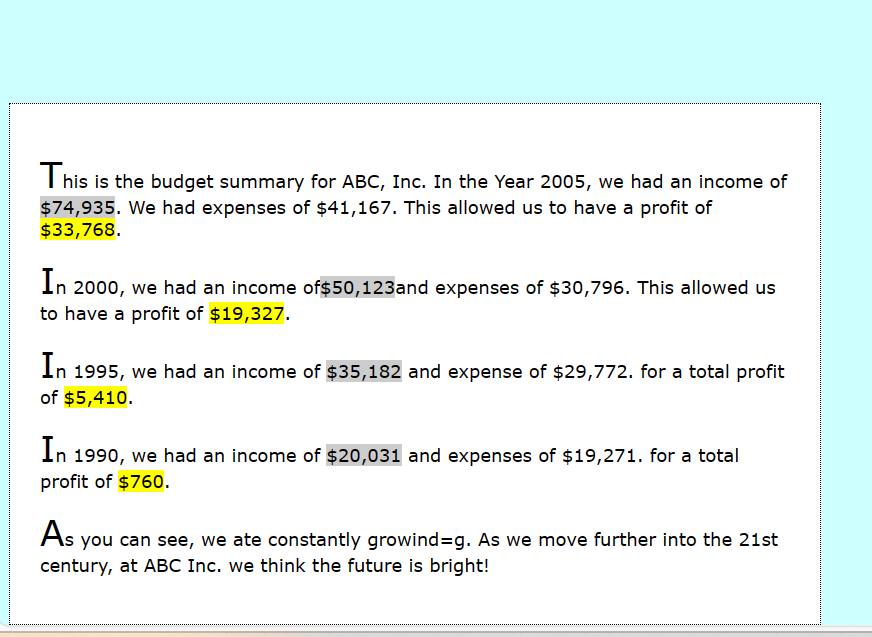 This is the budget summary for ABC, Inc. In the Year 2005, we had an income of
$74,935. We had expenses of $41,167. This allowed us to have a profit of
$33,768.
In 2000, we had an income of$50,123and expenses of $30,796. This allowed us
to have a profit of $19,327.
In 1995, we had an income of $35,182 and expense of $29,772. for a total profit
of $5,410.
In 1990, we had an income of $20,031 and expenses of $19,271. for a total
profit of $760.
As you can see, we ate constantly growind=g. As we move further into the 21st
century, at ABC Inc. we think the future is bright!